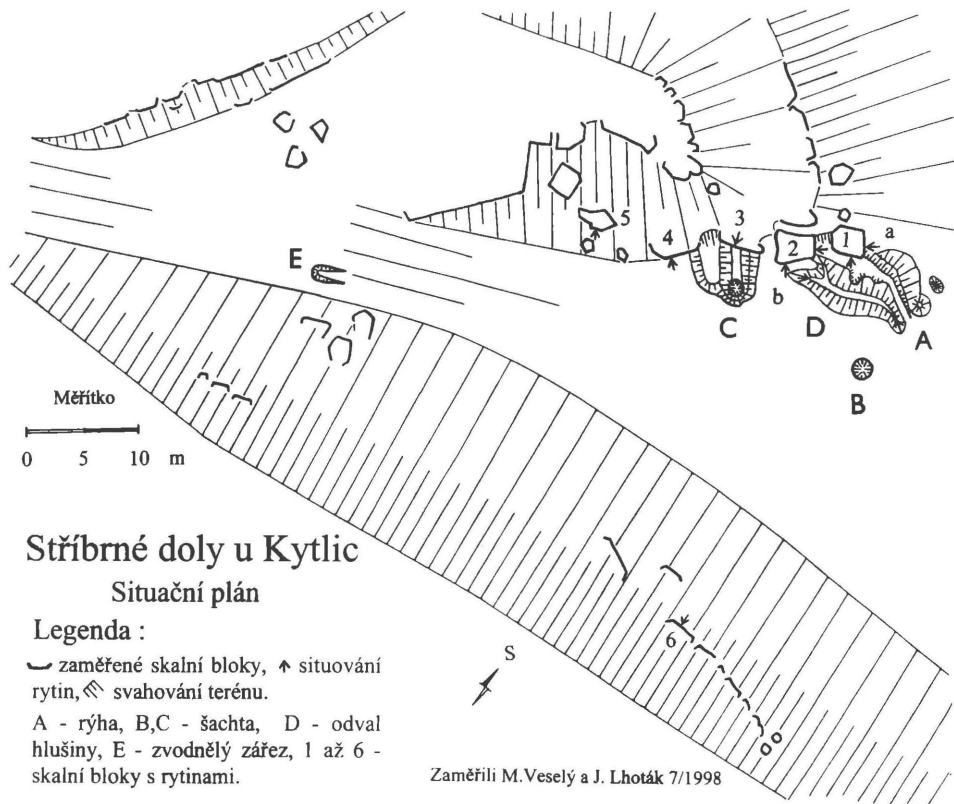 5
4
3
2
1
a
E
b
C
D
A
B
Měřítko
0 5 10 m
Stříbrné doly u Kytlic
Situační plán
Legenda :
zaměřené skalní bloky, situování
rytin, svahování terénu.
A - rýha, B,C - šachta, D - odval
hlušiny, E - zvodnělý zářez, 1 až 6 -
skalní bloky s rytinami.
6
S
Zaměřili M.Veselý a J. Lhoták 7/1998